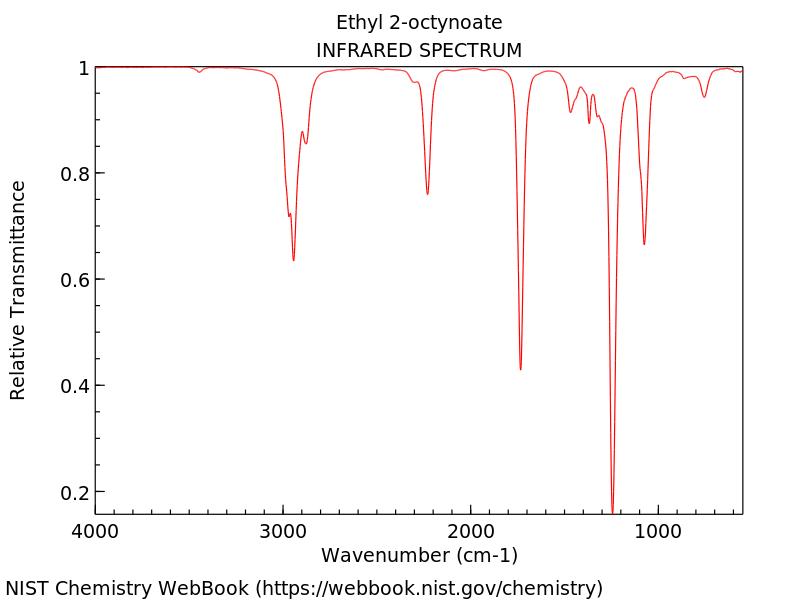 Ethyl 2-octynoate
INFRARED SPECTRUM
1
0.8
0.6
0.4
0.2
Relative Transmittance
4000 3000 2000 1000
Wavenumber (cm-1)
NIST Chemistry WebBook (https://webbook.nist.gov/chemistry)